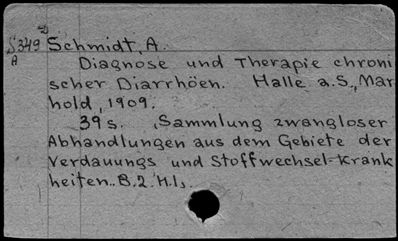 S349 Schmidt, A.
A
Diagnose und Therapie chroni
scher Diarrhöen. Halle a.S., Mar
hold, 1909.
39 s. (Sammlung zwangloser
Abhandlungen aus dem Gebiete der
Verdauungs und Stoffwechsel-Krank
heiten. B.2. H.1).